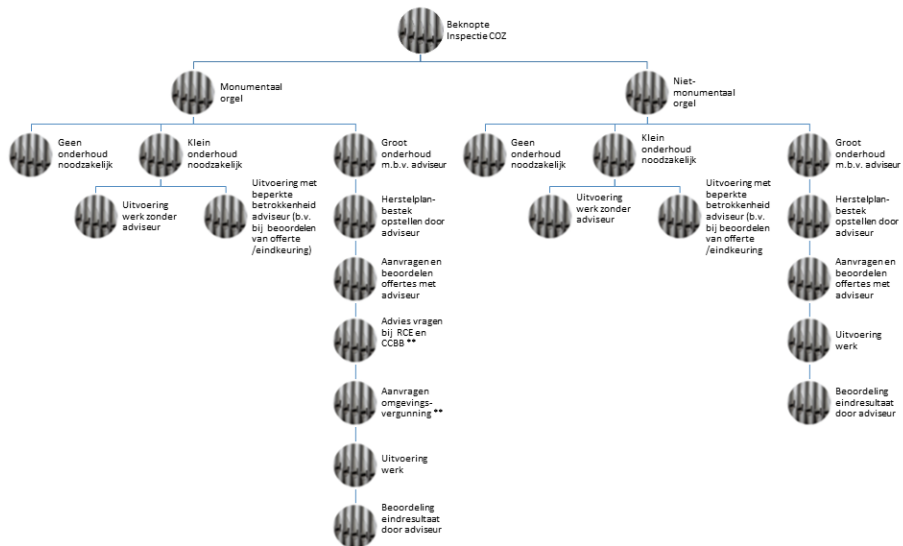 Beknopte
Inspectie COZ
Monumentaal
orgel
Niet-
monumentaal
orgel
Geen
onderhoud
noodzakelijk
Klein
onderhoud
noodzakelijk
Groot
onderhoud
m.b.v. adviseur
Geen
onderhoud
noodzakelijk
Klein
onderhoud
noodzakelijk
Groot
onderhoud
m.b.v. adviseur
Uitvoering
werk zonder
adviseur
Uitvoering met
beperkte
betrokkenheid
adviseur (b.v.
bij beoordelen
van offerte
/eindkeuring)
Herstelplan-
bestek
opstellen door
adviseur
Uitvoering
werk zonder
adviseur
Uitvoering met
beperkte
betrokkenheid
adviseur (b.v.
bij beoordelen
van offerte
/eindkeuring
Herstelplan-
bestek
opstellen door
adviseur
Aanvragen en
beoordelen
offertes met
adviseur
Aanvragen en
beoordelen
offertes met
adviseur
Advies vragen
bij RCE en
CCBB **
Uitvoering
werk
Aanvragen
omgevings-
vergunning **
Beoordeling
eindresultaat
door adviseur
Uitvoering
werk
Beoordeling
eindresultaat
door adviseur